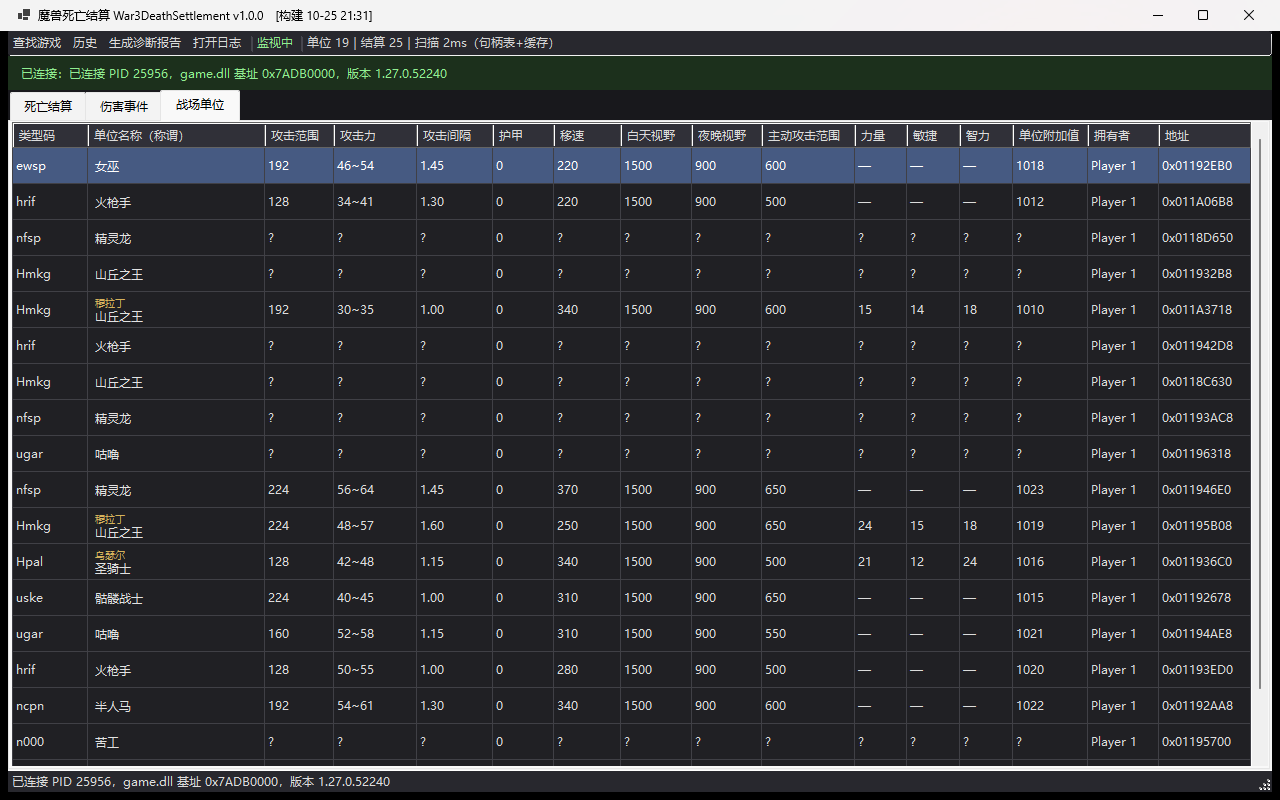 魔兽死亡结算 War3DeathSettlement v1.0.0 [构建 10-25 21:31]
查找游戏 历史 生成诊断报告 打开日志 监视中 单位 19 | 结算 25 | 扫描 2ms（句柄表+缓存）
已连接：已连接 PID 25956，game.dll 基址 0x7ADB0000，版本 1.27.0.52240
死亡结算 伤害事件 战场单位
类型码 单位名称（称谓） 攻击范围 攻击力 攻击间隔 护甲 移速 白天视野 夜晚视野 主动攻击范围 力量 敏捷 智力 单位附加值 拥有者 地址
ewsp 女巫 192 46~54 1.45 0 220 1500 900 600 — — — 1018 Player 1 0x01192EB0
hrif 火枪手 128 34~41 1.30 0 220 1500 900 500 — — — 1012 Player 1 0x011A06B8
nfsp 精灵龙 ? ? ? 0 ? ? ? ? ? ? ? ? Player 1 0x0118D650
Hmkg 山丘之王 ? ? ? 0 ? ? ? ? ? ? ? ? Player 1 0x011932B8
穆拉丁
Hmkg 山丘之王 192 30~35 1.00 0 340 1500 900 600 15 14 18 1010 Player 1 0x011A3718
hrif 火枪手 ? ? ? 0 ? ? ? ? ? ? ? ? Player 1 0x011942D8
Hmkg 山丘之王 ? ? ? 0 ? ? ? ? ? ? ? ? Player 1 0x0118C630
nfsp 精灵龙 ? ? ? 0 ? ? ? ? ? ? ? ? Player 1 0x01193AC8
ugar 咕噜 ? ? ? 0 ? ? ? ? ? ? ? ? Player 1 0x01196318
nfsp 精灵龙 224 56~64 1.45 0 370 1500 900 650 — — — 1023 Player 1 0x011946E0
穆拉丁
Hmkg 山丘之王 224 48~57 1.60 0 250 1500 900 650 24 15 18 1019 Player 1 0x01195B08
乌瑟尔
Hpal 圣骑士 128 42~48 1.15 0 340 1500 900 500 21 12 24 1016 Player 1 0x011936C0
uske 骷髅战士 224 40~45 1.00 0 310 1500 900 650 — — — 1015 Player 1 0x01192678
ugar 咕噜 160 52~58 1.15 0 310 1500 900 550 — — — 1021 Player 1 0x01194AE8
hrif 火枪手 128 50~55 1.00 0 280 1500 900 500 — — — 1020 Player 1 0x01193ED0
ncpn 半人马 192 54~61 1.30 0 340 1500 900 600 — — — 1022 Player 1 0x01192AA8
n000 苦工 ? ? ? 0 ? ? ? ? ? ? ? ? Player 1 0x01195700
已连接 PID 25956，game.dll 基址 0x7ADB0000，版本 1.27.0.52240